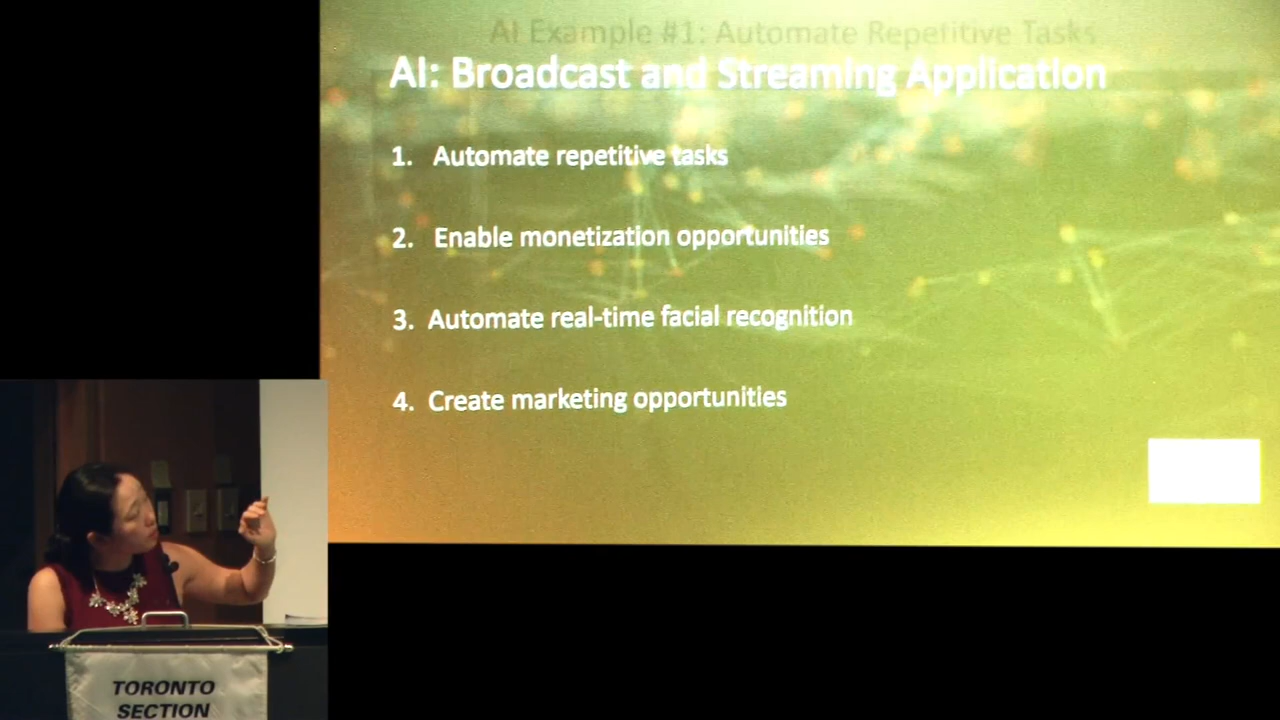 AI Example #1: Automate Repetitive Tasks
AI: Broadcast and Streaming Application
1. Automate repetitive tasks
2. Enable monetization opportunities
3. Automate real-time facial recognition
4. Create marketing opportunities
TORONTO
SECTION